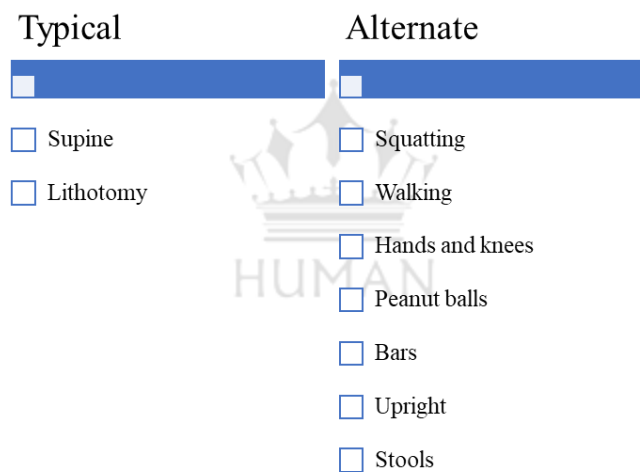 Typical
Supine
Lithotomy
Alternate
Squatting
Walking
Hands and knees
Peanut balls
Bars
Upright
Stools
HUMAN